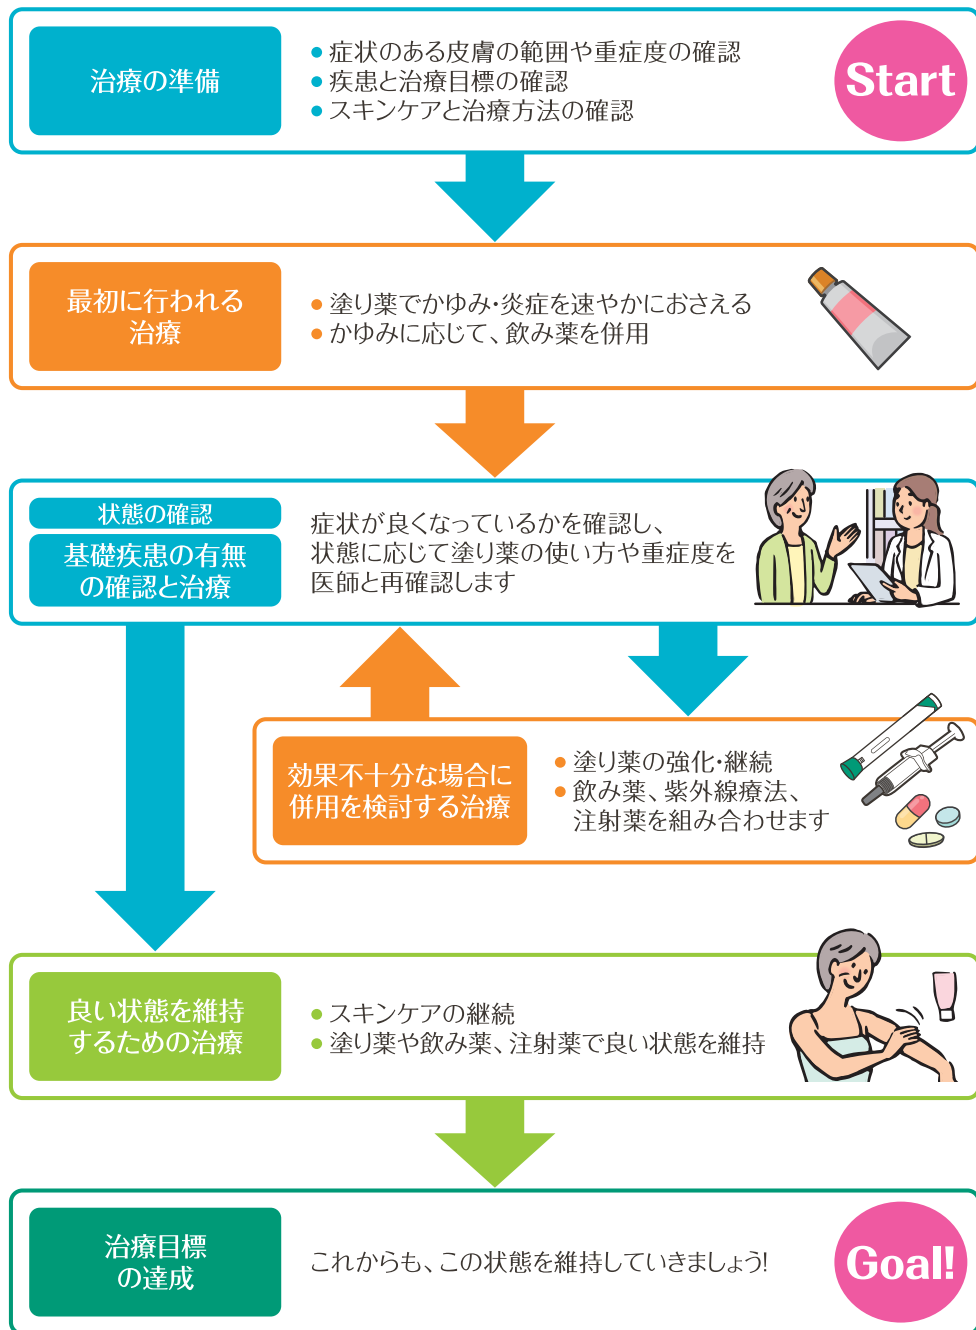 治療の準備
●症状のある皮膚の範囲や重症度の確認
●疾患と治療目標の確認
●スキンケアと治療方法の確認
Start
最初に行われる
治療
●塗り薬でかゆみ・炎症を速やかにおさえる
●かゆみに応じて、飲み薬を併用
状態の確認
基礎疾患の有無
の確認と治療
症状が良くなっているかを確認し、
状態に応じて塗り薬の使い方や重症度を
医師と再確認します
効果不十分な場合に
併用を検討する治療
●塗り薬の強化・継続
●飲み薬、紫外線療法、
注射薬を組み合わせます
良い状態を維持
するための治療
●スキンケアの継続
●塗り薬や飲み薬、注射薬で良い状態を維持
治療目標
の達成
これからも、この状態を維持していきましょう!
Goal!